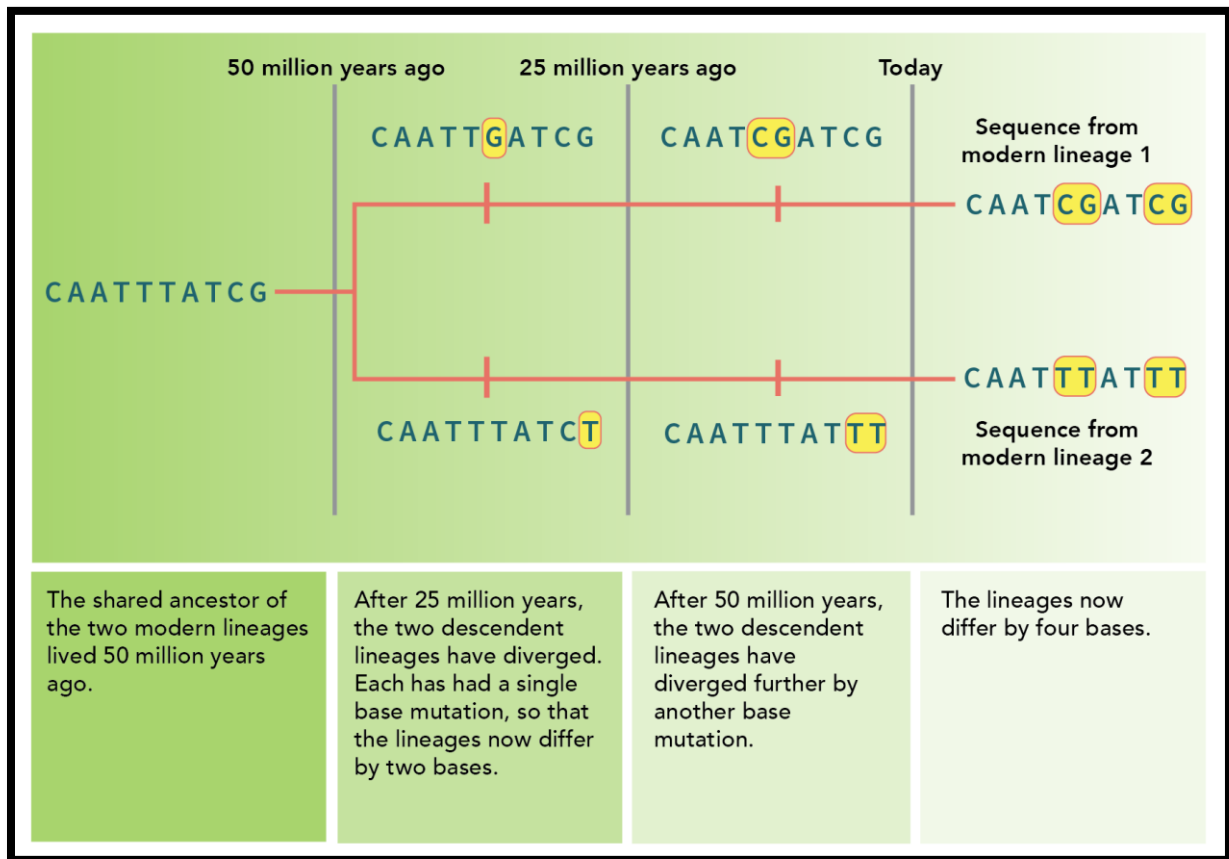 50 million years ago
25 million years ago
Today
CAATTGATCG
CAATCGATCG
Sequence from
modern lineage 1
CAATCGATCG
CAATTTATCG
CAATTTATTT
CAATTTATCT
CAATTTATTT
Sequence from
modern lineage 2
The shared ancestor of
the two modern lineages
lived 50 million years
ago.
After 25 million years,
the two descendent
lineages have diverged.
Each has had a single
base mutation, so that
the lineages now differ
by two bases.
After 50 million years,
the two descendent
lineages have
diverged further by
another base
mutation.
The lineages now
differ by four bases.